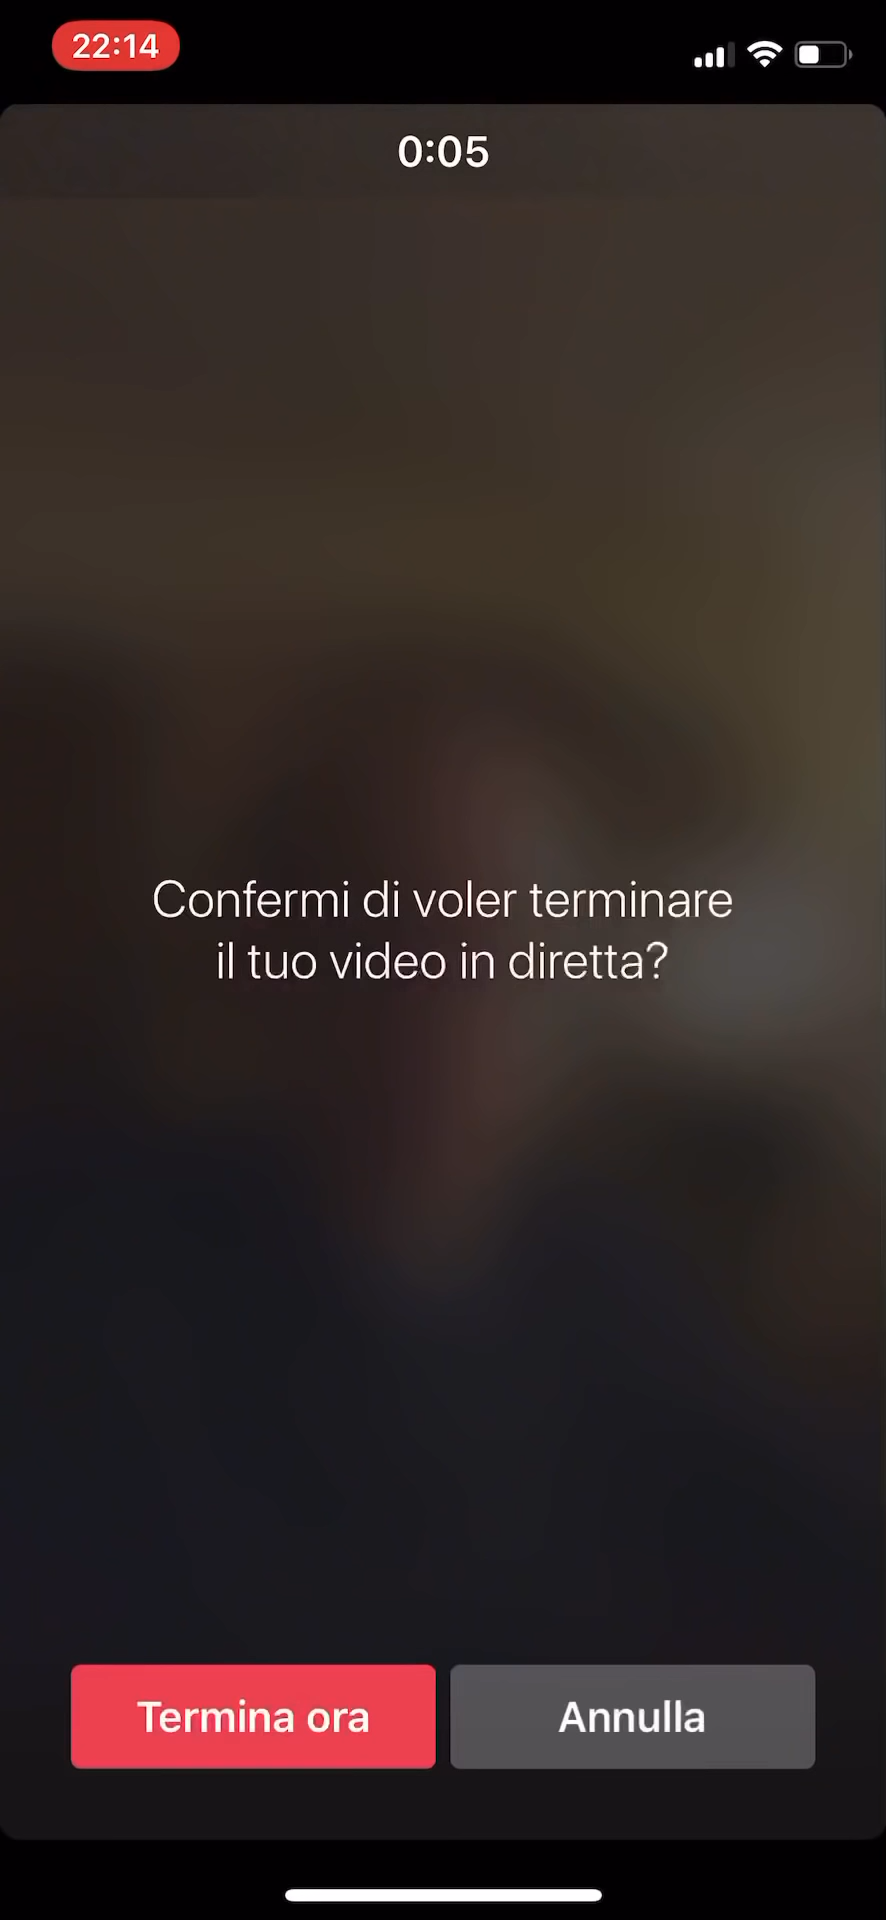 22:14
0:05
Confermi di voler terminare
il tuo video in diretta?
Termina ora
Annulla